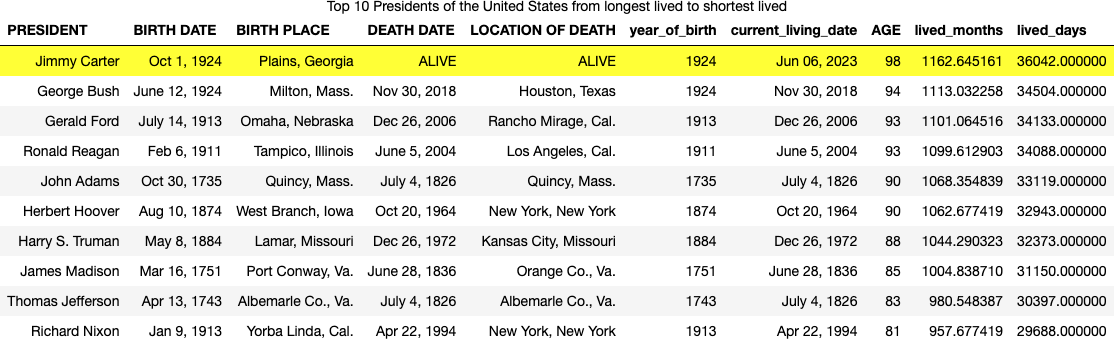 Top 10 Presidents of the United States from longest lived to shortest lived
PRESIDENT BIRTH DATE BIRTH PLACE DEATH DATE LOCATION OF DEATH year_of_birth current_living_date AGE lived_months lived_days
Jimmy Carter Oct 1, 1924 Plains, Georgia ALIVE ALIVE 1924 Jun 06, 2023 98 1162.645161 36042.000000
George Bush June 12, 1924 Milton, Mass. Nov 30, 2018 Houston, Texas 1924 Nov 30, 2018 94 1113.032258 34504.000000
Gerald Ford July 14, 1913 Omaha, Nebraska Dec 26, 2006 Rancho Mirage, Cal. 1913 Dec 26, 2006 93 1101.064516 34133.000000
Ronald Reagan Feb 6, 1911 Tampico, Illinois June 5, 2004 Los Angeles, Cal. 1911 June 5, 2004 93 1099.612903 34088.000000
John Adams Oct 30, 1735 Quincy, Mass. July 4, 1826 Quincy, Mass. 1735 July 4, 1826 90 1068.354839 33119.000000
Herbert Hoover Aug 10, 1874 West Branch, Iowa Oct 20, 1964 New York, New York 1874 Oct 20, 1964 90 1062.677419 32943.000000
Harry S. Truman May 8, 1884 Lamar, Missouri Dec 26, 1972 Kansas City, Missouri 1884 Dec 26, 1972 88 1044.290323 32373.000000
James Madison Mar 16, 1751 Port Conway, Va. June 28, 1836 Orange Co., Va. 1751 June 28, 1836 85 1004.838710 31150.000000
Thomas Jefferson Apr 13, 1743 Albemarle Co., Va. July 4, 1826 Albemarle Co., Va. 1743 July 4, 1826 83 980.548387 30397.000000
Richard Nixon Jan 9, 1913 Yorba Linda, Cal. Apr 22, 1994 New York, New York 1913 Apr 22, 1994 81 957.677419 29688.000000